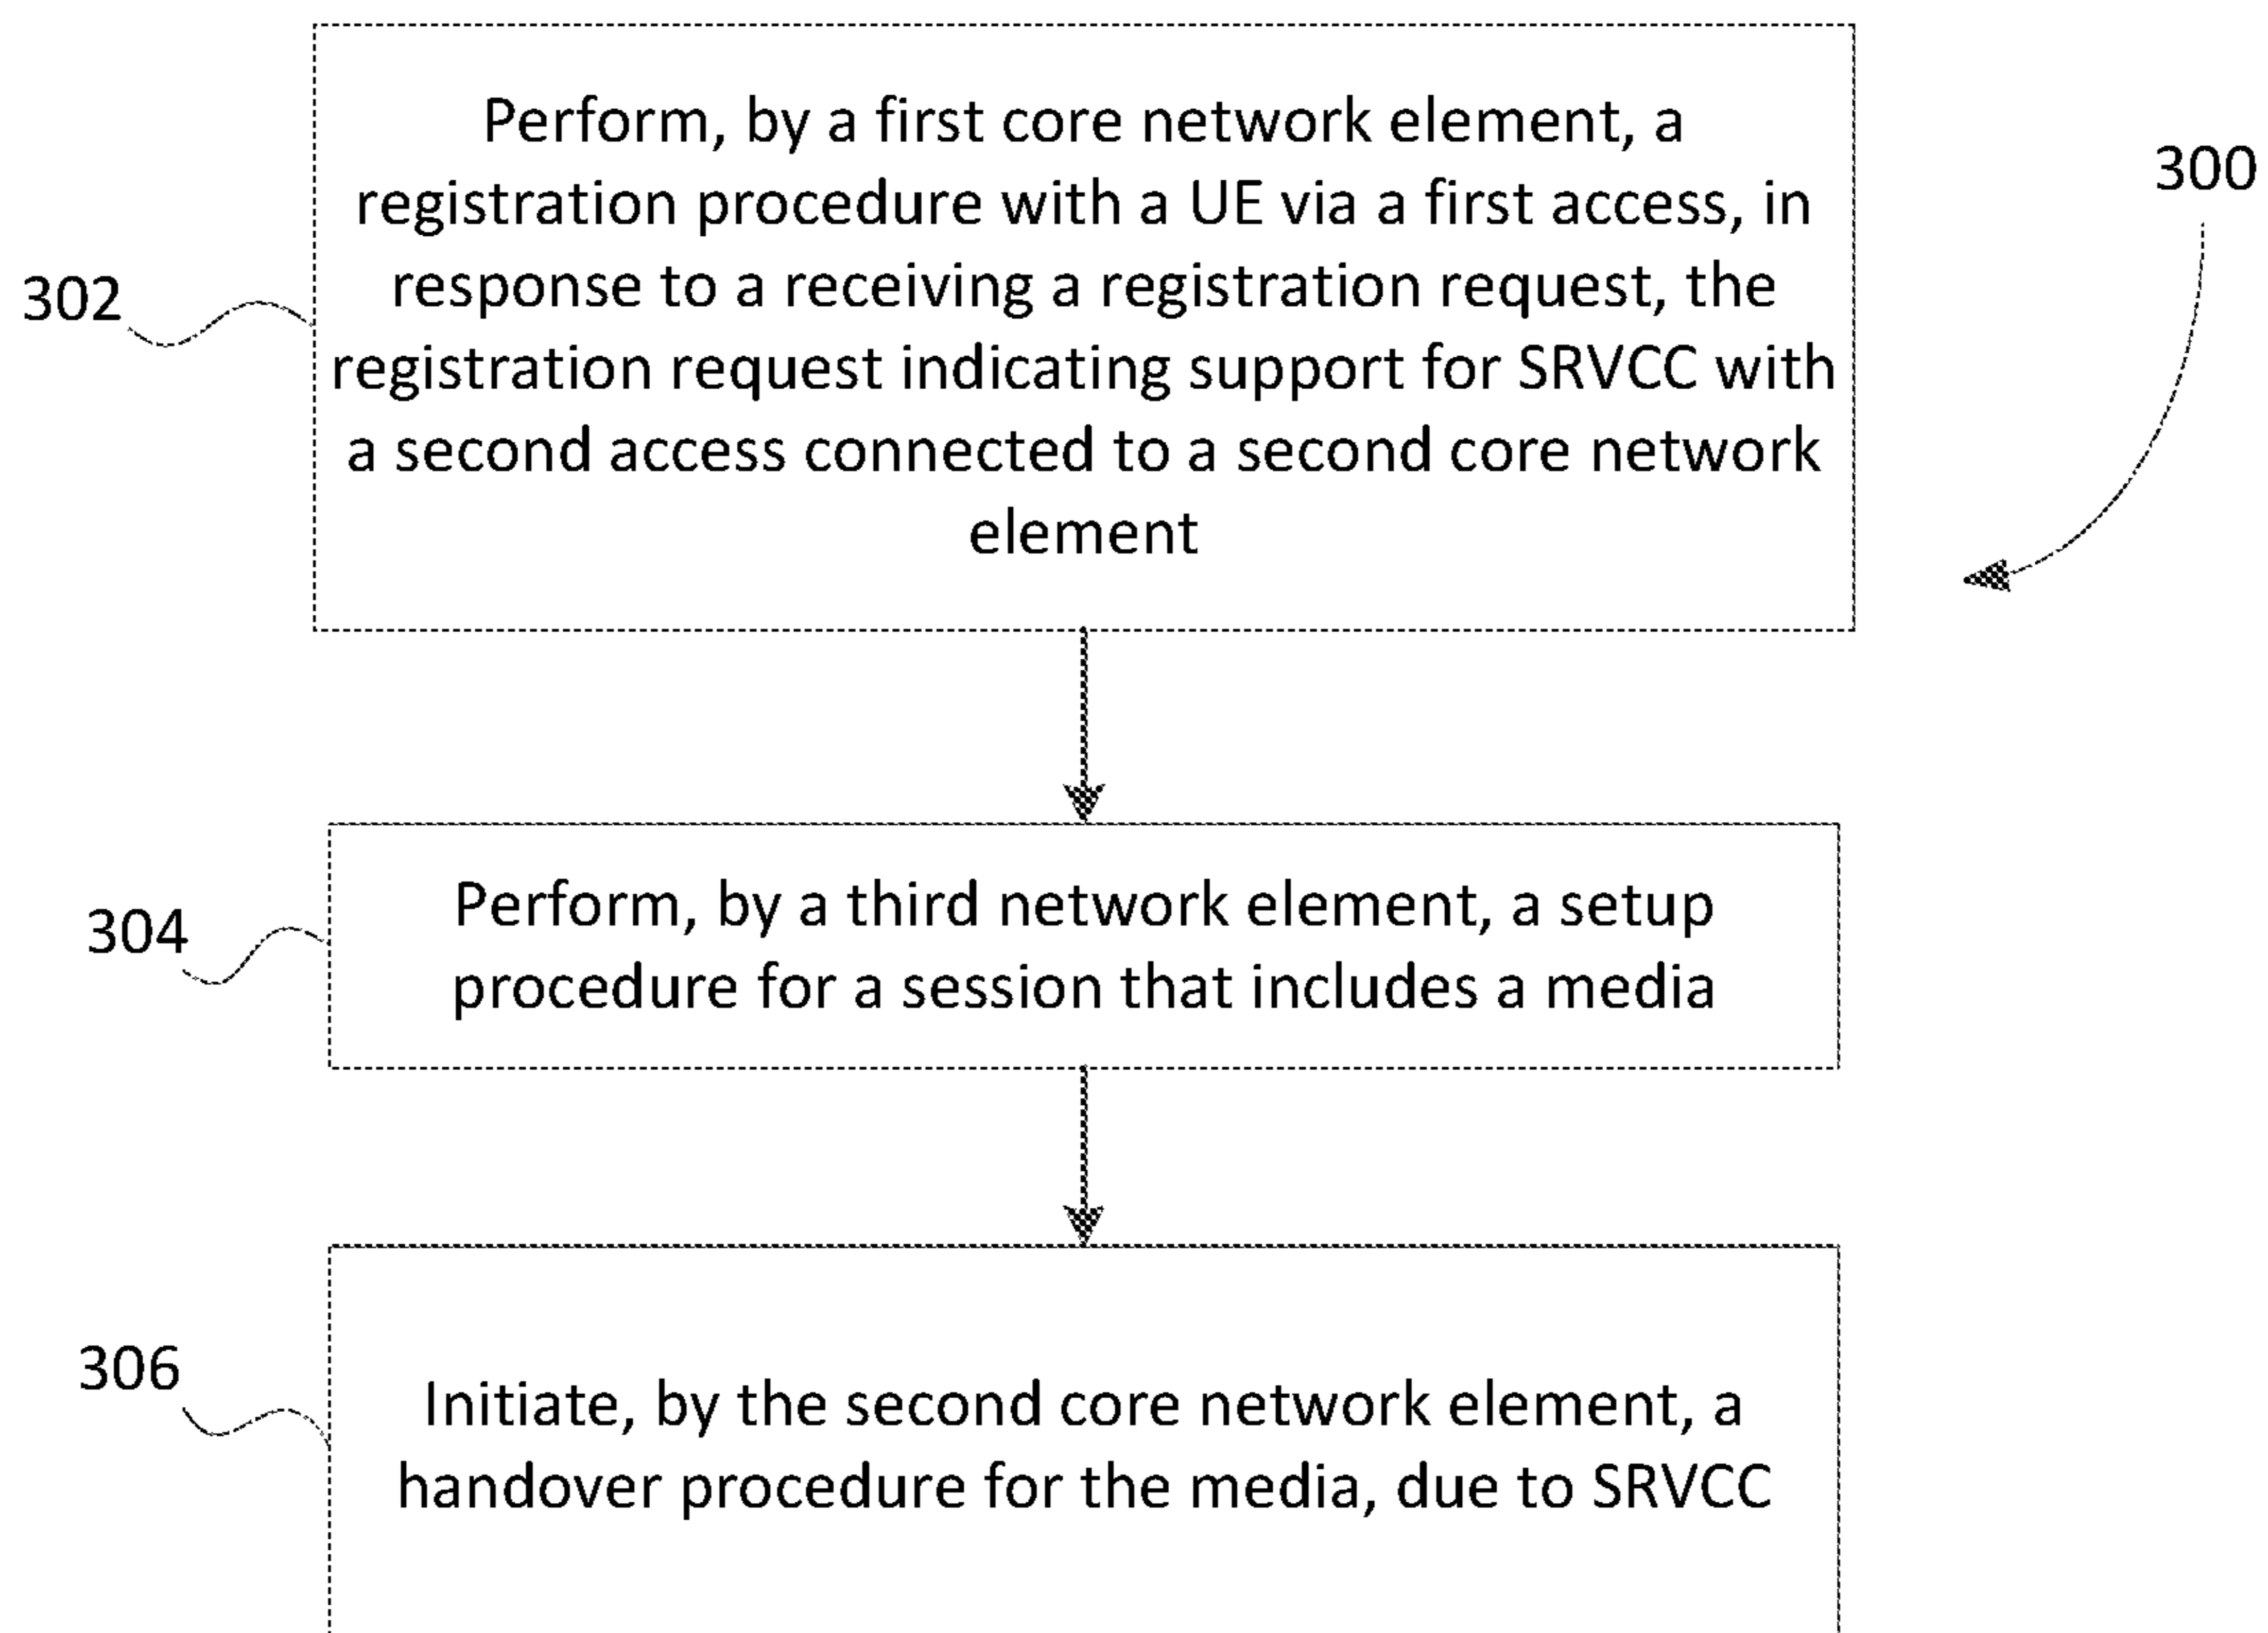 Perform, by a first core network element, a
registration procedure with a UE via a first access, in
response to a receiving a registration request, the
registration request indicating support for SRVCC with
a second access connected to a second core network
element
300
302
Perform, by a third network element, a setup
procedure for a session that includes a media
304
Initiate, by the second core network element, a
handover procedure for the media, due to SRVCC
306